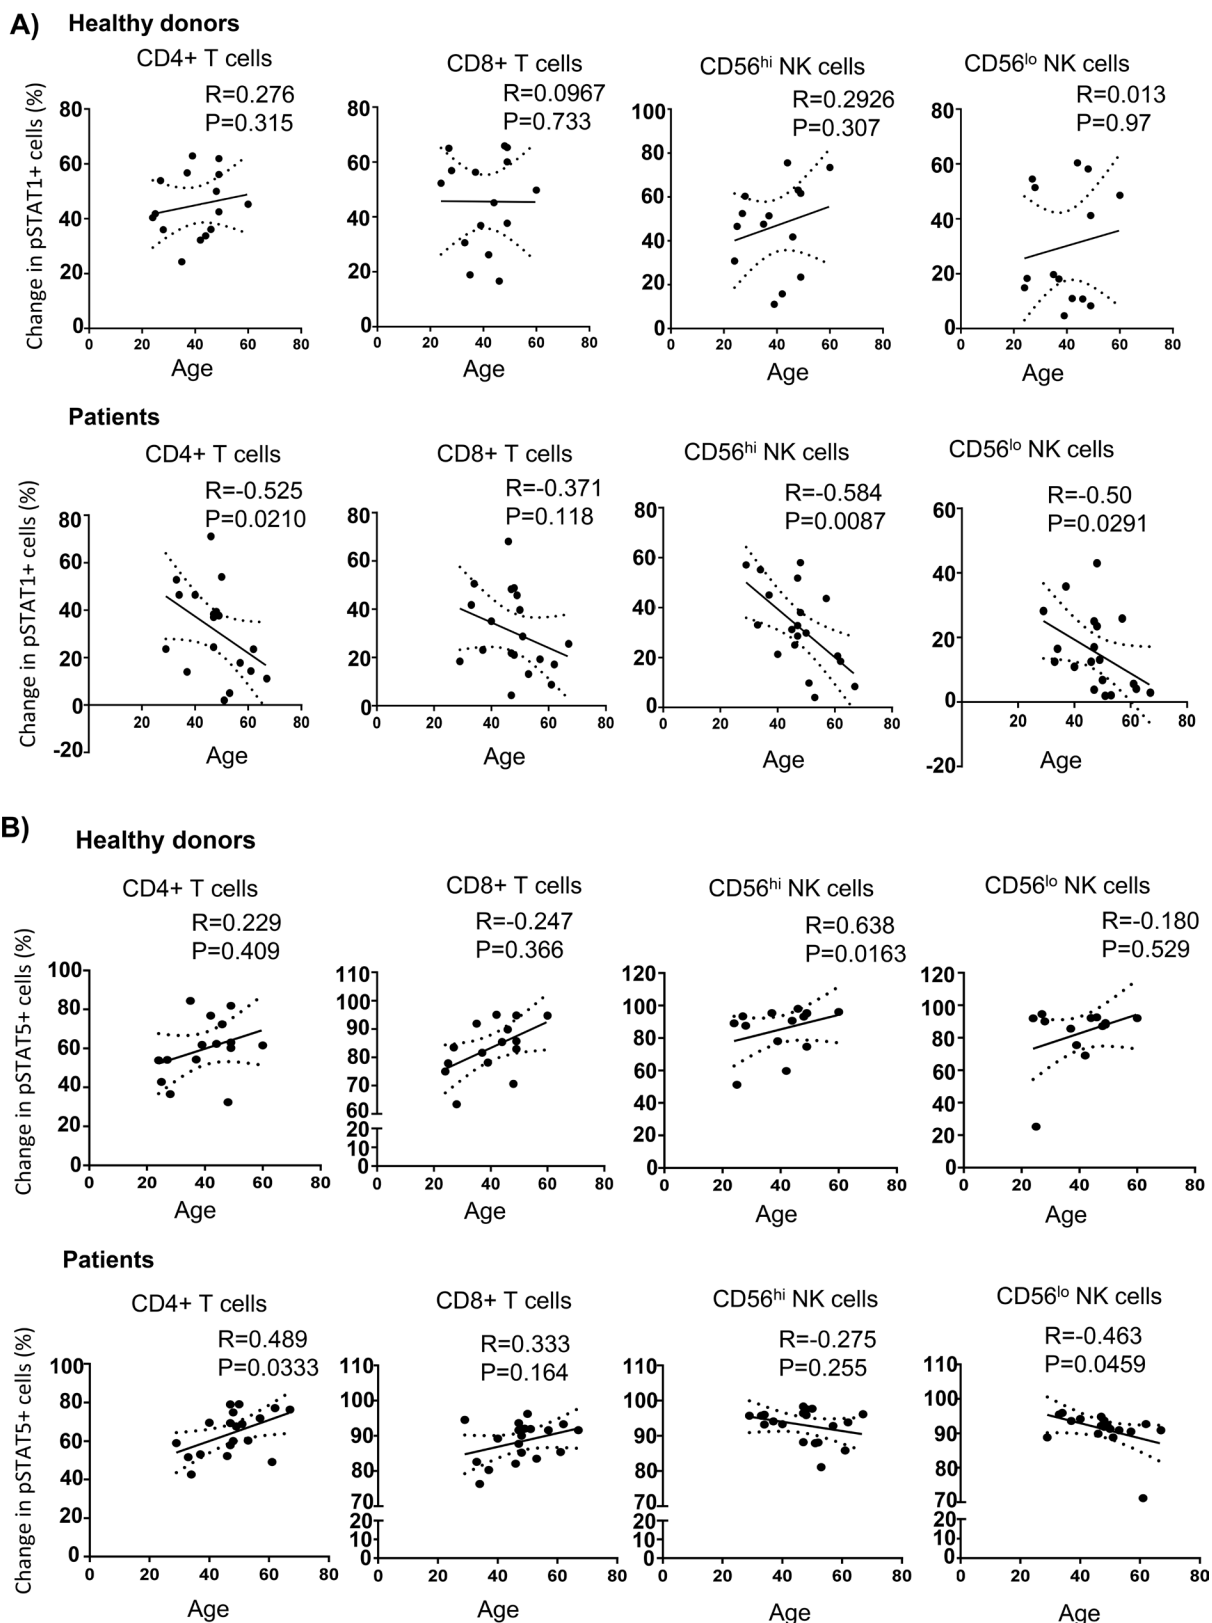 A) Healthy donors
CD4+ T cells
R=0.276
P=0.315
Change in pSTAT1+ cells (%)
80
60
40
20
0
0 20 40 60 80
Age
CD8+ T cells
R=0.0967
P=0.733
80
60
40
20
0
0 20 40 60 80
Age
CD56hi NK cells
R=0.2926
P=0.307
100
80
60
40
20
0
0 20 40 60 80
Age
CD56lo NK cells
R=0.013
P=0.97
80
60
40
20
0
0 20 40 60 80
Age
Patients
CD4+ T cells
R=-0.525
P=0.0210
Change in pSTAT1+ cells (%)
80
60
40
20
0
-20
20 40 60 80
Age
CD8+ T cells
R=-0.371
P=0.118
80
60
40
20
0
0 20 40 60 80
Age
CD56hi NK cells
R=-0.584
P=0.0087
80
60
40
20
0
0 20 40 60 80
Age
CD56lo NK cells
R=-0.50
P=0.0291
60
40
20
0
-20
20 40 60 80
Age
B)
Healthy donors
CD4+ T cells
R=0.229
P=0.409
Change in pSTAT5+ cells (%)
100
80
60
40
20
0
0 20 40 60 80
Age
CD8+ T cells
R=-0.247
P=0.366
110
100
90
80
70
60
20
10
0
0 20 40 60 80
Age
CD56hi NK cells
R=0.638
P=0.0163
120
100
80
60
40
20
0
0 20 40 60 80
Age
CD56lo NK cells
R=-0.180
P=0.529
120
100
80
60
40
20
0
0 20 40 60 80
Age
Patients
CD4+ T cells
R=0.489
P=0.0333
Change in pSTAT5+ cells (%)
100
80
60
40
20
0
0 20 40 60 80
Age
CD8+ T cells
R=0.333
P=0.164
110
100
90
80
70
20
10
0
0 20 40 60 80
Age
CD56hi NK cells
R=-0.275
P=0.255
110
100
90
80
70
20
10
0
0 20 40 60 80
Age
CD56lo NK cells
R=-0.463
P=0.0459
110
100
90
80
70
20
10
0
0 20 40 60 80
Age